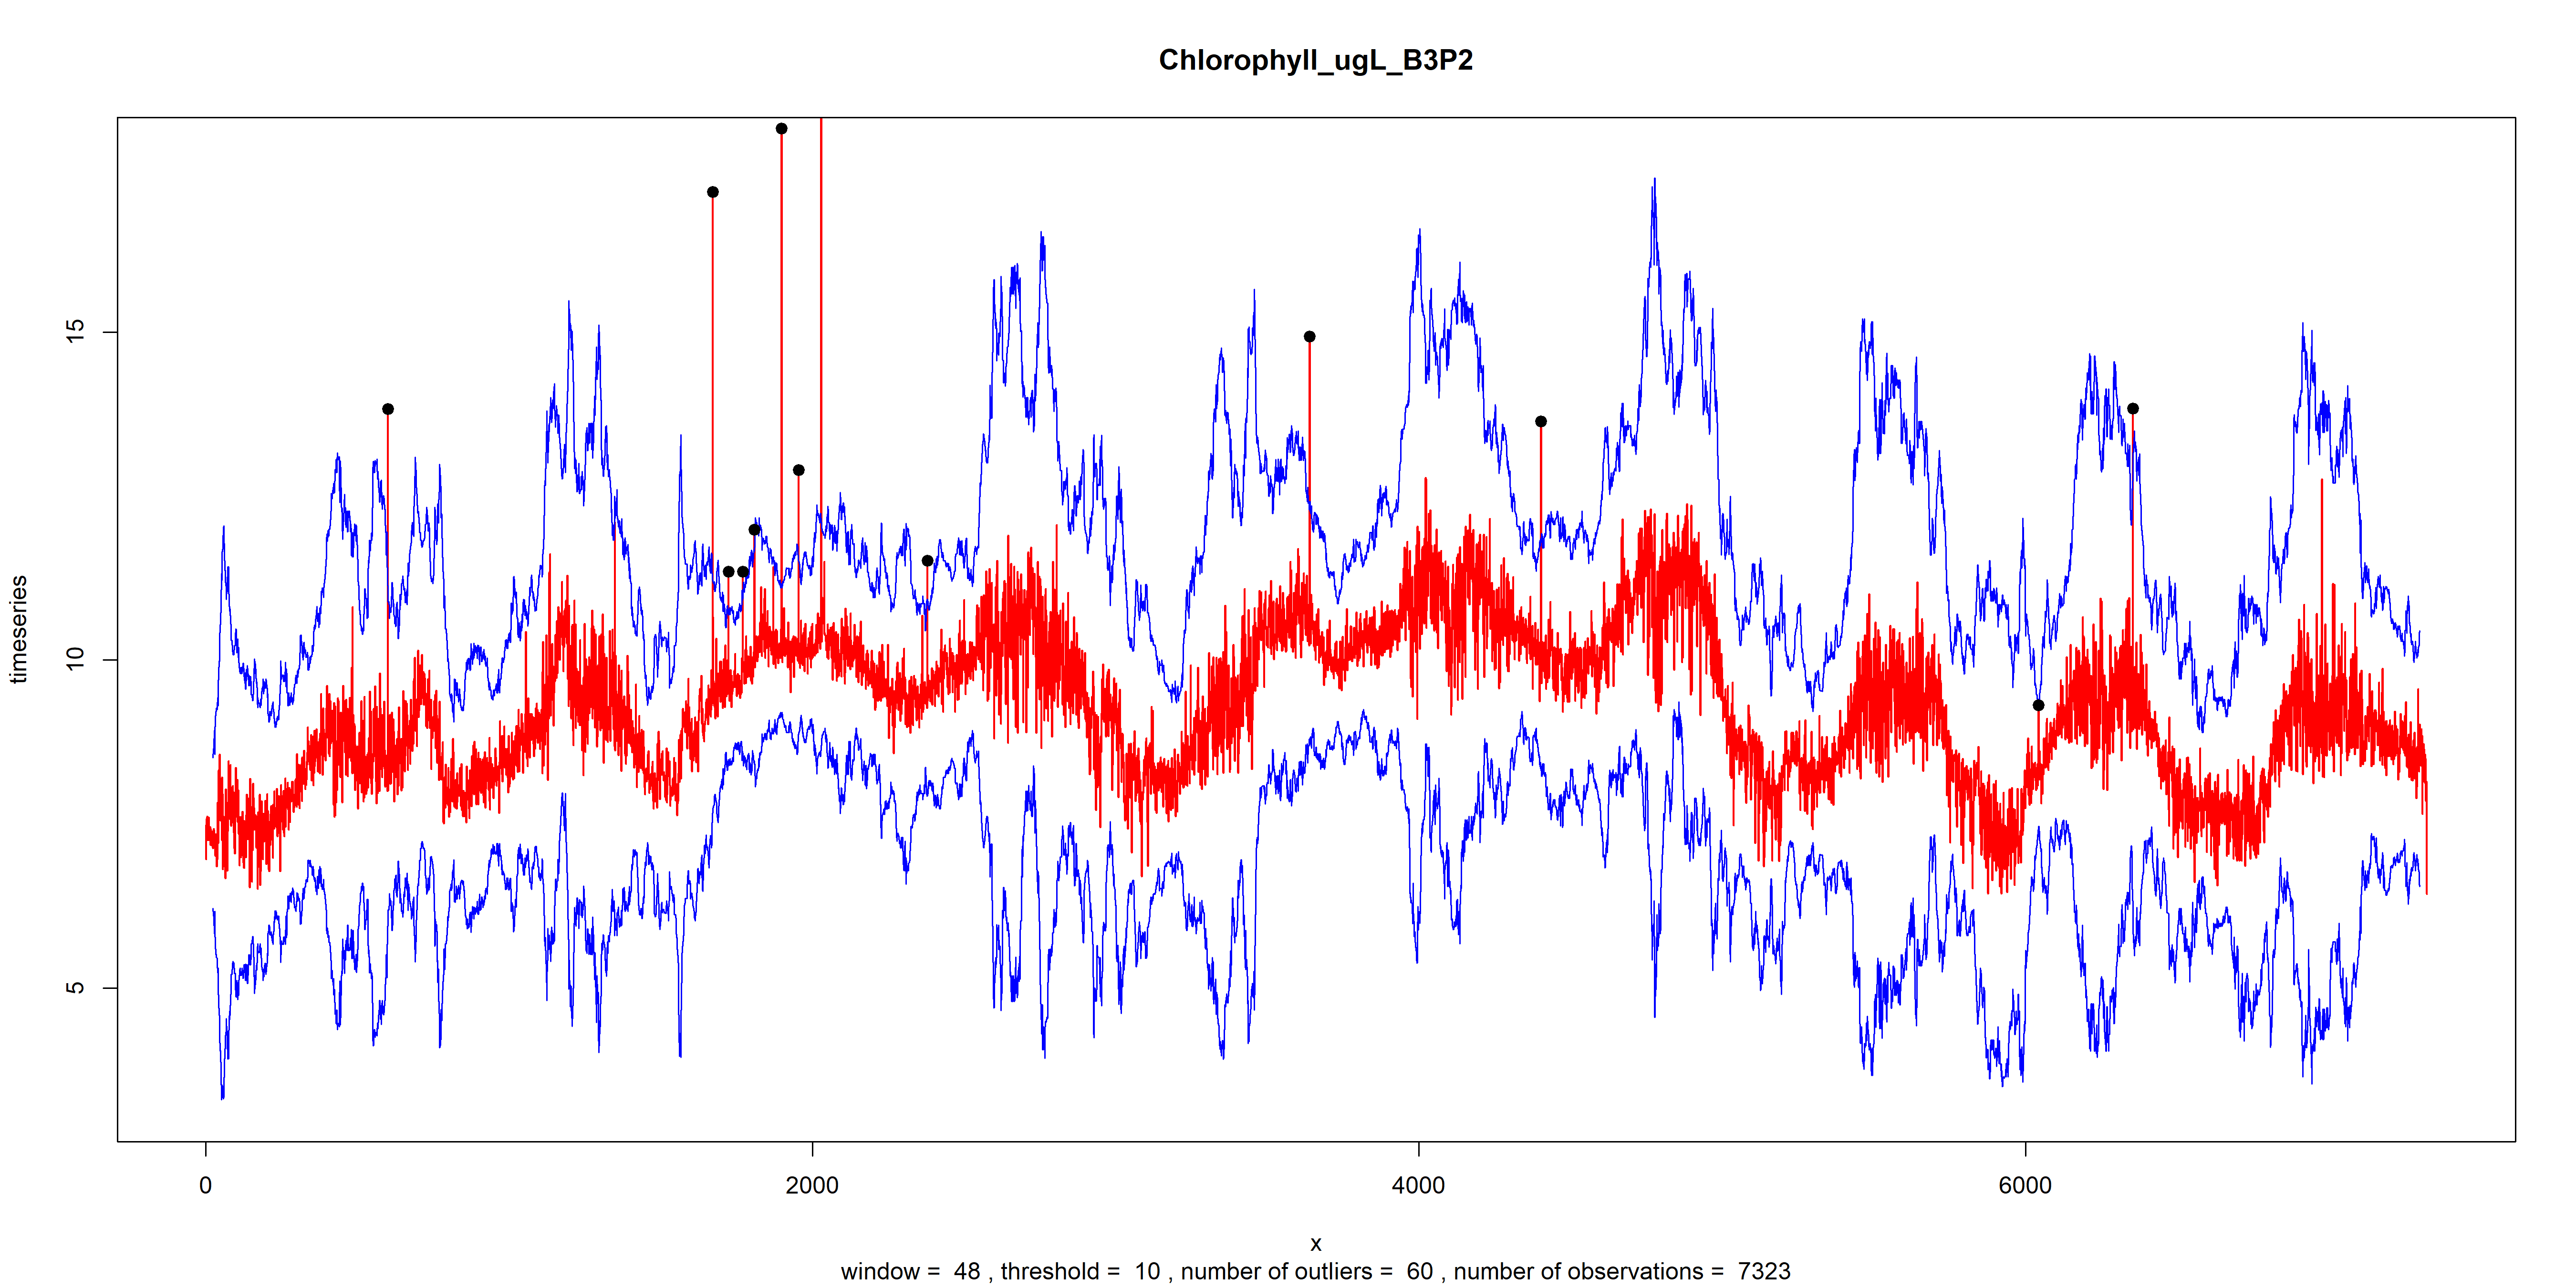 Chlorophyll_ugL_B3P2
timeseries
15
10
5
0 2000 4000 6000
x
window = 48 , threshold = 10 , number of outliers = 60 , number of observations = 7323